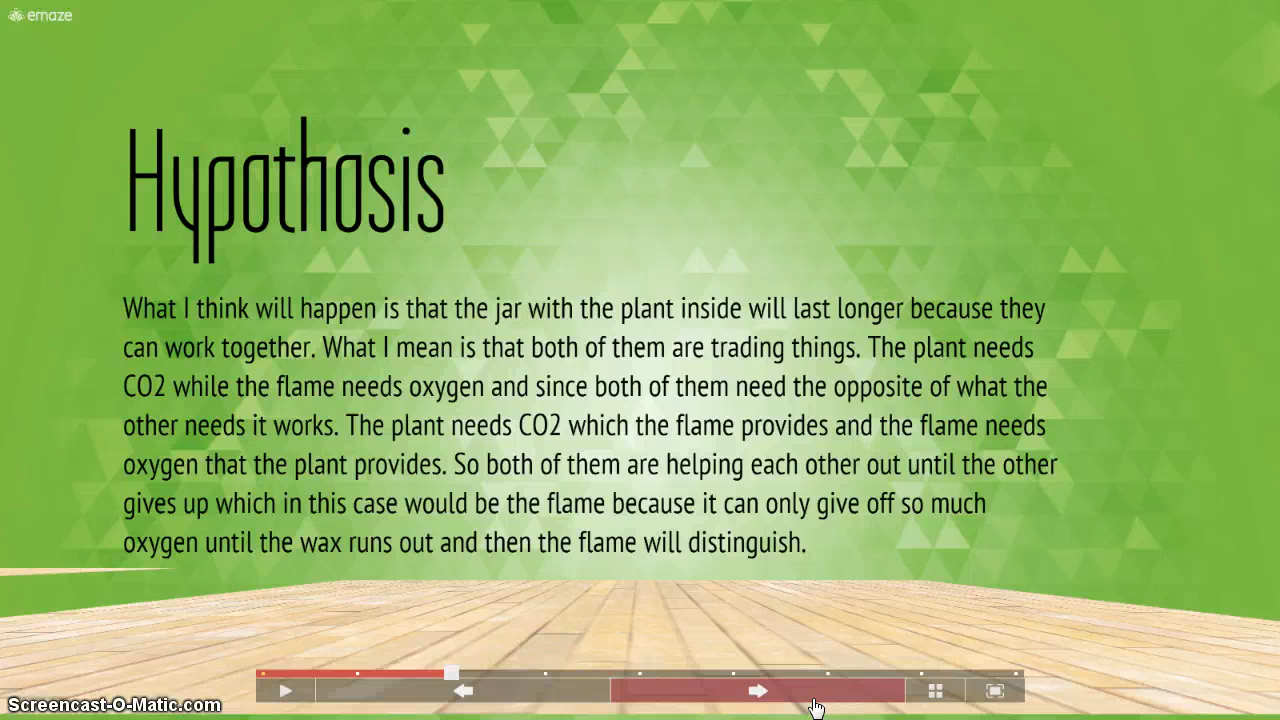 emaze
Hypothosis
What I think will happen is that the jar with the plant inside will last longer because they
can work together. What I mean is that both of them are trading things. The plant needs
CO2 while the flame needs oxygen and since both of them need the opposite of what the
other needs it works. The plant needs CO2 which the flame provides and the flame needs
oxygen that the plant provides. So both of them are helping each other out until the other
gives up which in this case would be the flame because it can only give off so much
oxygen until the wax runs out and then the flame will distinguish.
Screencast-O-Matic.com